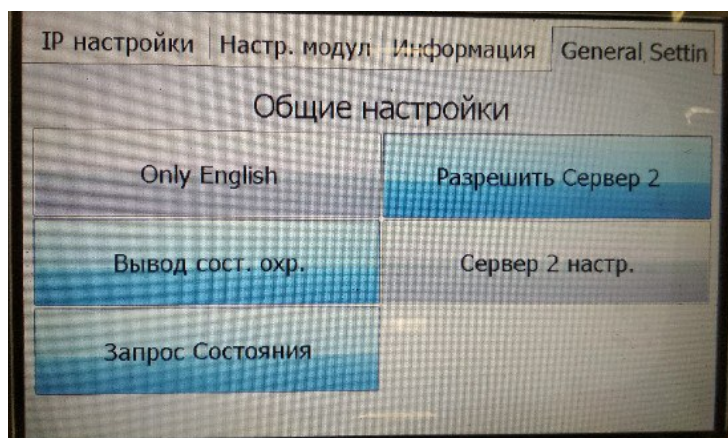 IP настройки Настр. модул Информация General Settin
Общие настройки
Only English Разрешить Сервер 2
Вывод сост. охр. Сервер 2 настр.
Запрос Состояния